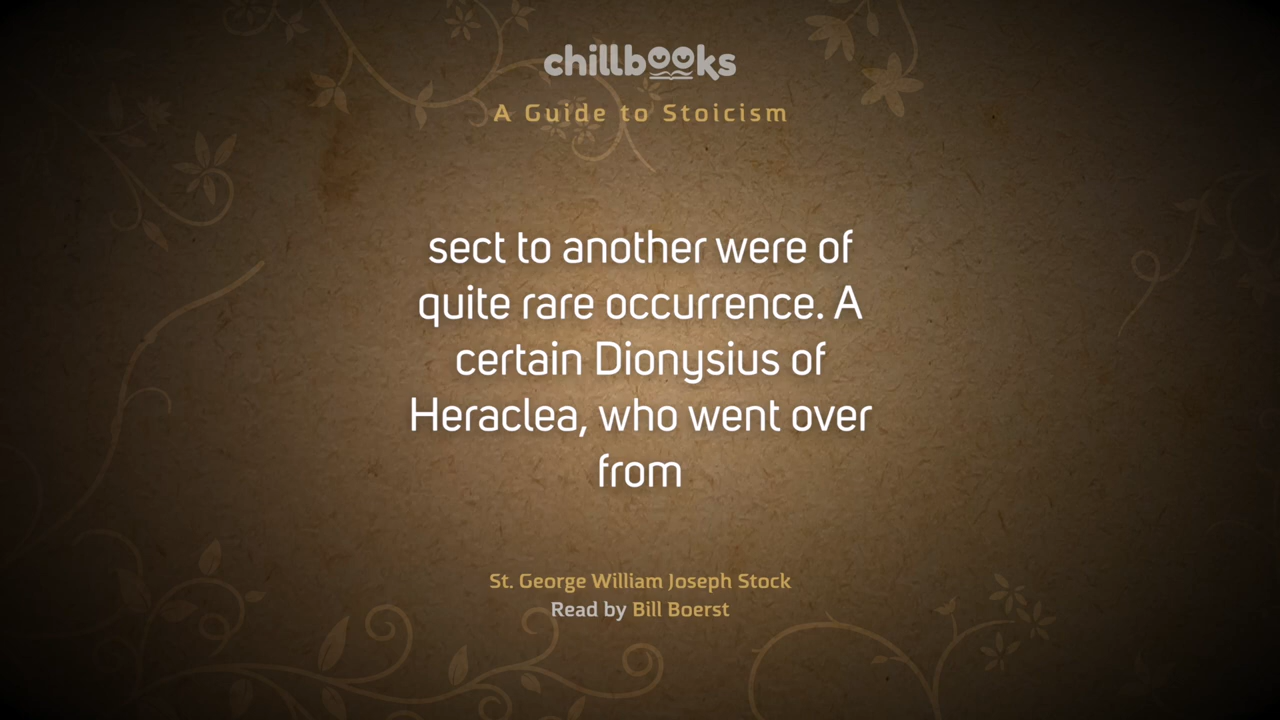 chillbooks
A Guide to Stoicism
sect to another were of
quite rare occurrence. A
certain Dionysius of
Heraclea, who went over
from
St. George William Joseph Stock
Read by Bill Boerst